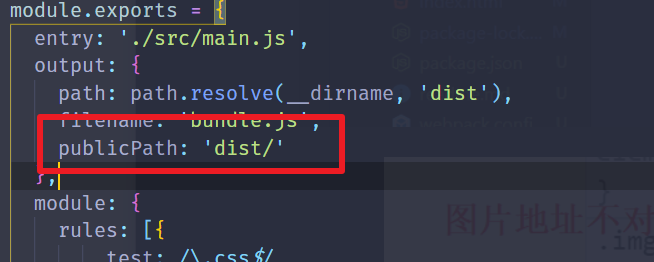 module.exports = {
entry: './src/main.js',
output: {
path: path.resolve(__dirname, 'dist'),
filename: 'bundle.js',
publicPath: 'dist/'
},
module: {
rules: [{
test: /\.css$/
图片地址不对
}
.img